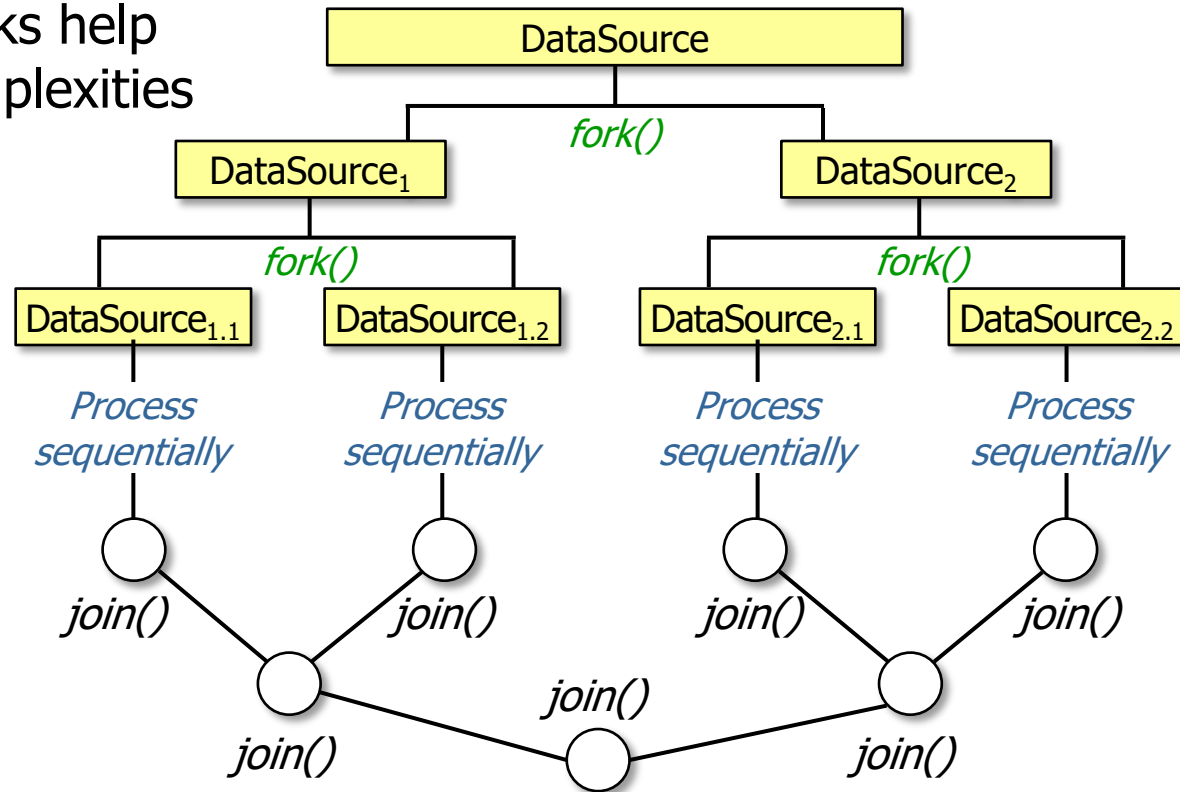 ks help
plexities
DataSource
fork()
DataSource₁
DataSource₂
fork()
fork()
DataSource₁.₁
DataSource₁.₂
DataSource₂.₁
DataSource₂.₂
Process
sequentially
Process
sequentially
Process
sequentially
Process
sequentially
join()
join()
join()
join()
join()
join()
join()